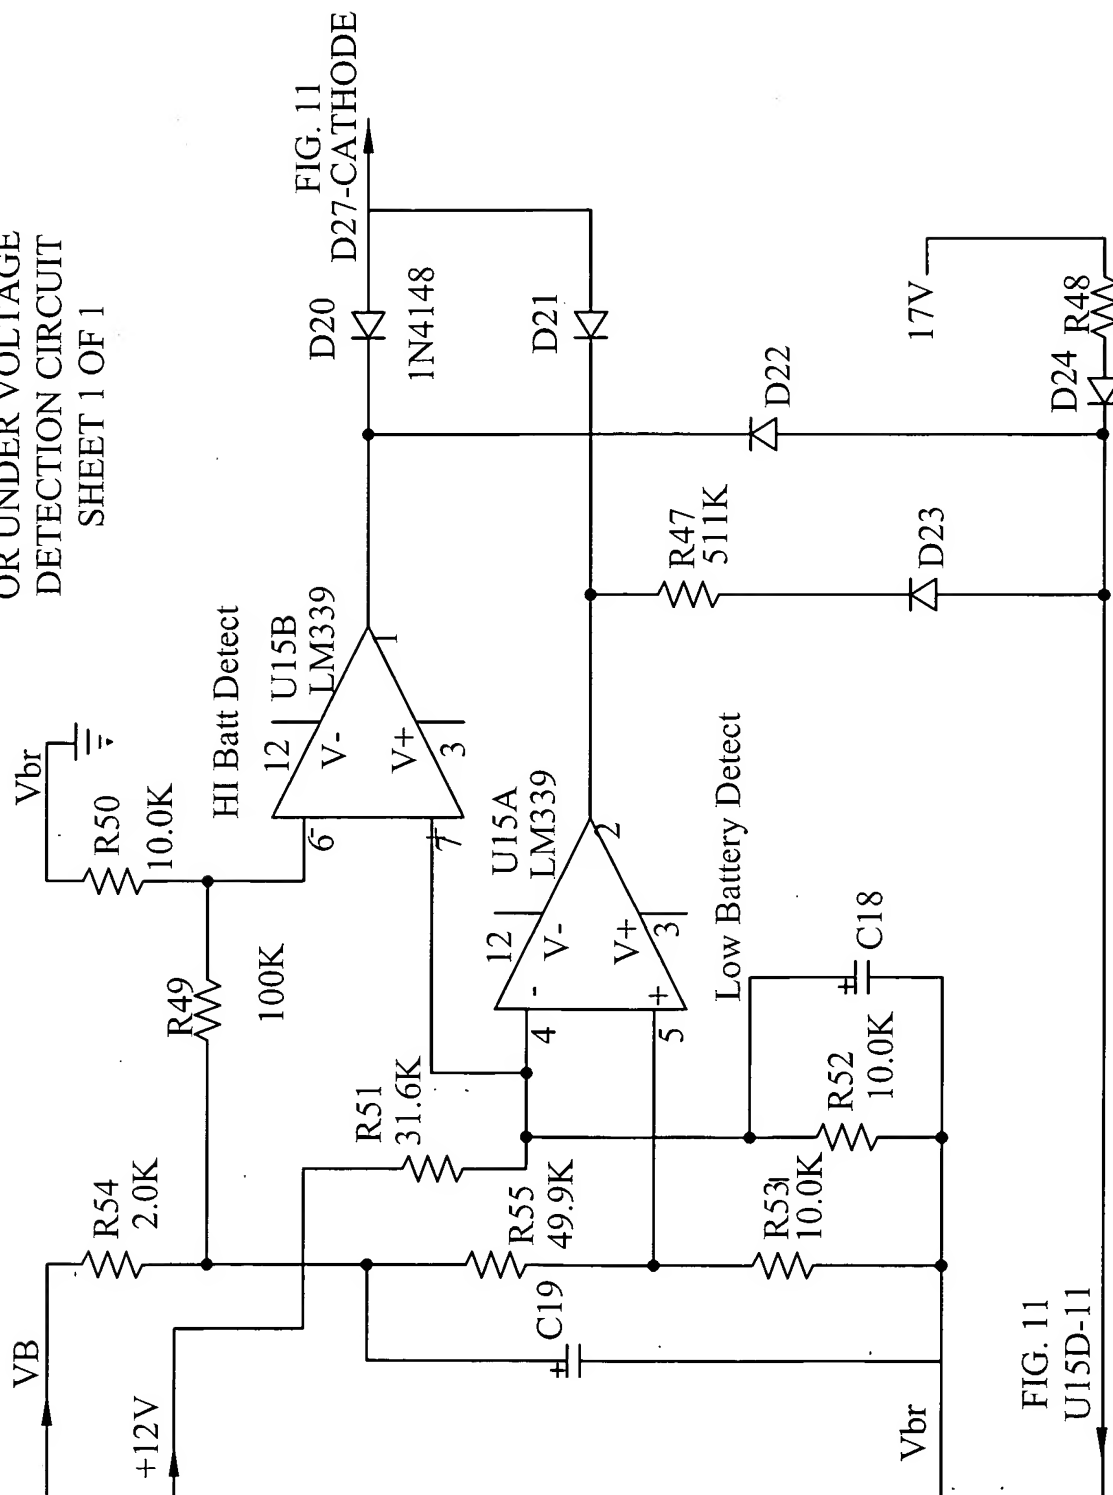 OR UNDER VOLTAGE
DETECTION CIRCUIT
SHEET 1 OF 1
FIG. 11
D27-CATHODE
D20
1N4148
D21
17V
R48
D24
D22
R47
511K
D23
Vbr
R50
10.0K
HI Batt Detect
U15B
LM339
12
V-
V+
3
6
7
1
R49
100K
U15A
LM339
12
V-
V+
3
-
+
4
5
2
Low Battery Detect
C18
R51
31.6K
R52
10.0K
R54
2.0K
R55
49.9K
R53
10.0K
C19
VB
+12V
Vbr
FIG. 11
U15D-11